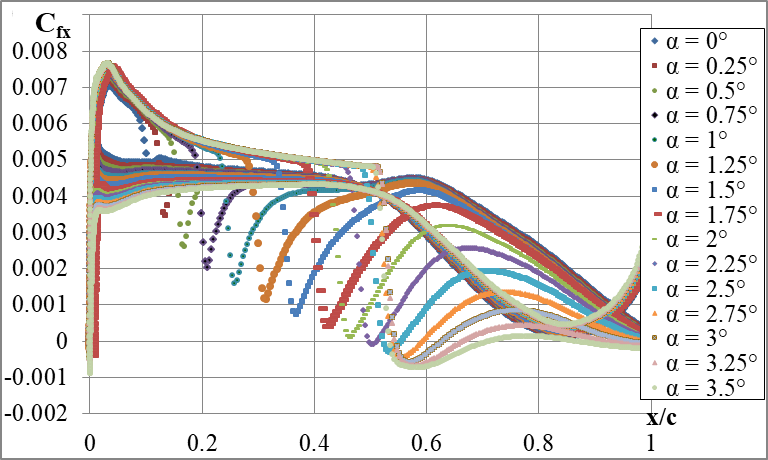 C_fx
0.008
0.007
0.006
0.005
0.004
0.003
0.002
0.001
0
-0.001
-0.002
0 0.2 0.4 0.6 0.8 1
x/c
α = 0°
α = 0.25°
α = 0.5°
α = 0.75°
α = 1°
α = 1.25°
α = 1.5°
α = 1.75°
α = 2°
α = 2.25°
α = 2.5°
α = 2.75°
α = 3°
α = 3.25°
α = 3.5°